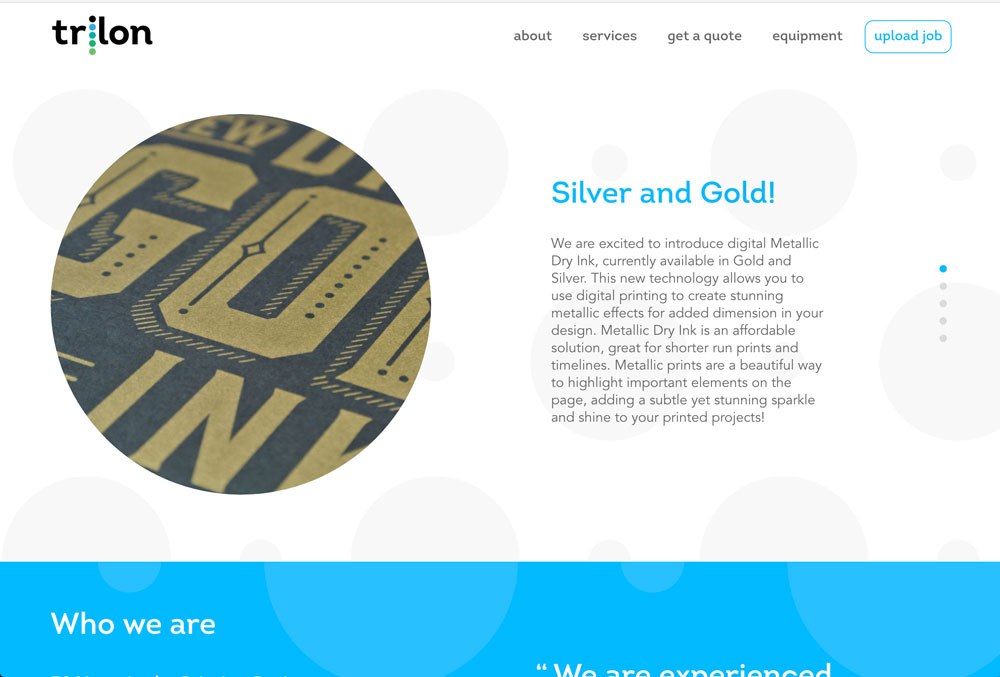 trilon
about services get a quote equipment upload job
EW
GOL
INK
Silver and Gold!
We are excited to introduce digital Metallic
Dry Ink, currently available in Gold and
Silver. This new technology allows you to
use digital printing to create stunning
metallic effects for added dimension in your
design. Metallic Dry Ink is an affordable
solution, great for shorter run prints and
timelines. Metallic prints are a beautiful way
to highlight important elements on the
page, adding a subtle yet stunning sparkle
and shine to your printed projects!
Who we are
“ We are experienced